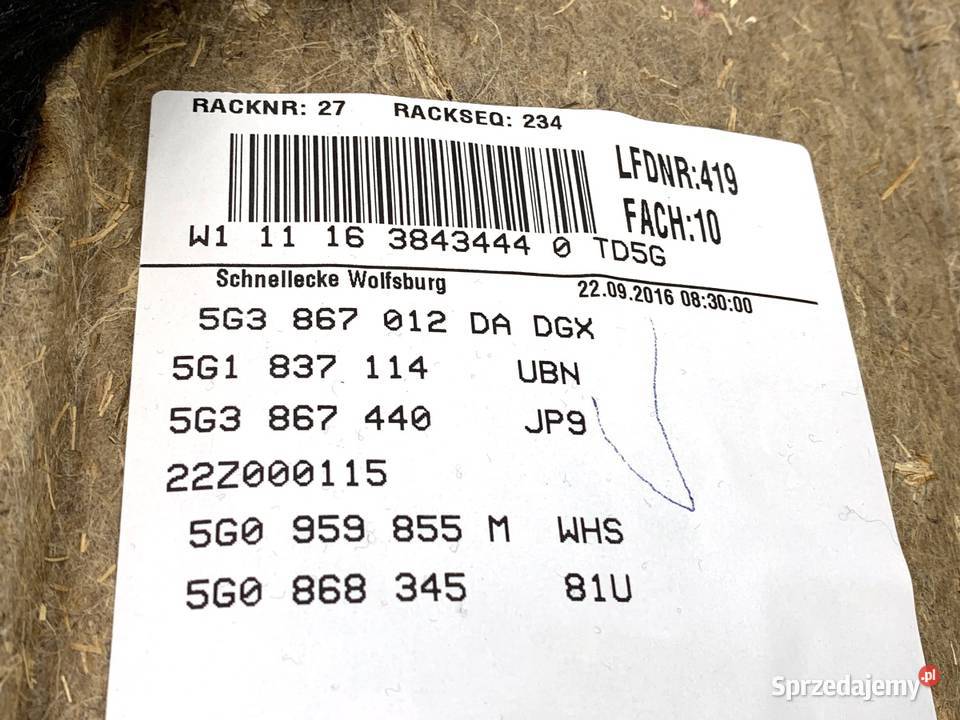 RACKNR: 27 RACKSEQ: 234
LFDNR:419
FACH:10
W1 11 16 3843444 0 TD5G
Schnellecke Wolfsburg 22.09.2016 08:30:00
5G3 867 012 DA DGX
5G1 837 114 UBN
5G3 867 440 JP9
22Z000115
5G0 959 855 M WHS
5G0 868 345 81U
Sprzedajemy.pl